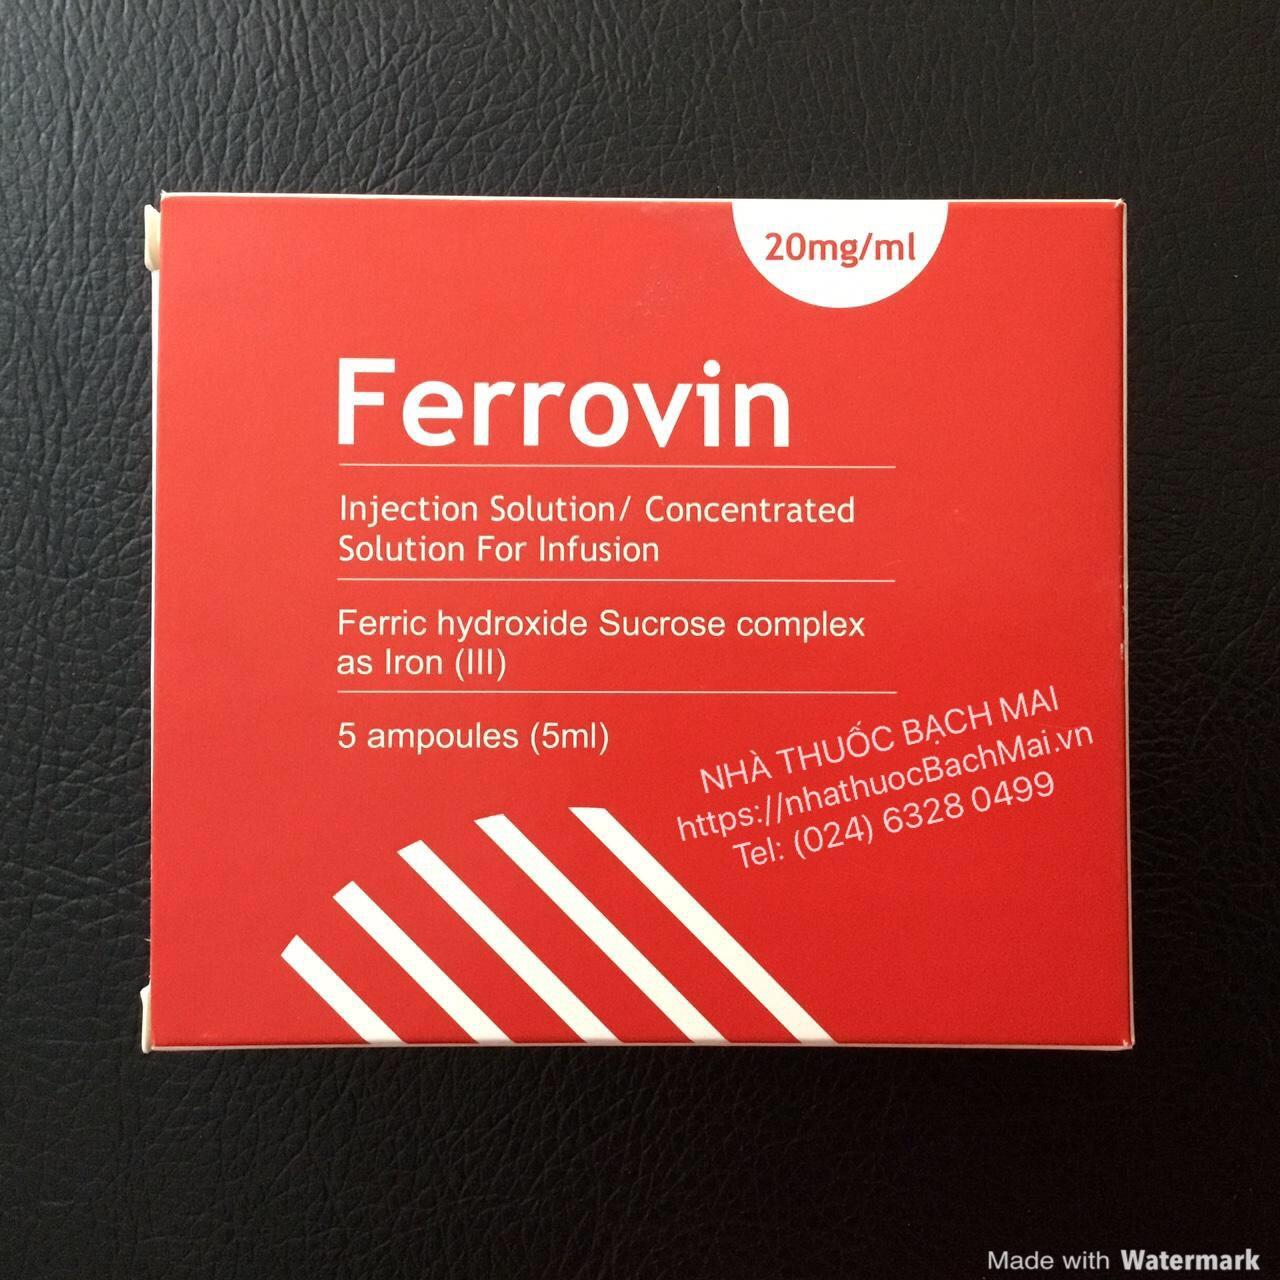 20mg/ml
Ferrovin
Injection Solution/ Concentrated
Solution For Infusion
Ferric hydroxide Sucrose complex
as Iron (III)
5 ampoules (5ml)
NHÀ THUỐC BẠCH MAI
https://nhathuocBachMai.vn
Tel: (024) 6328 0499
Made with Watermark